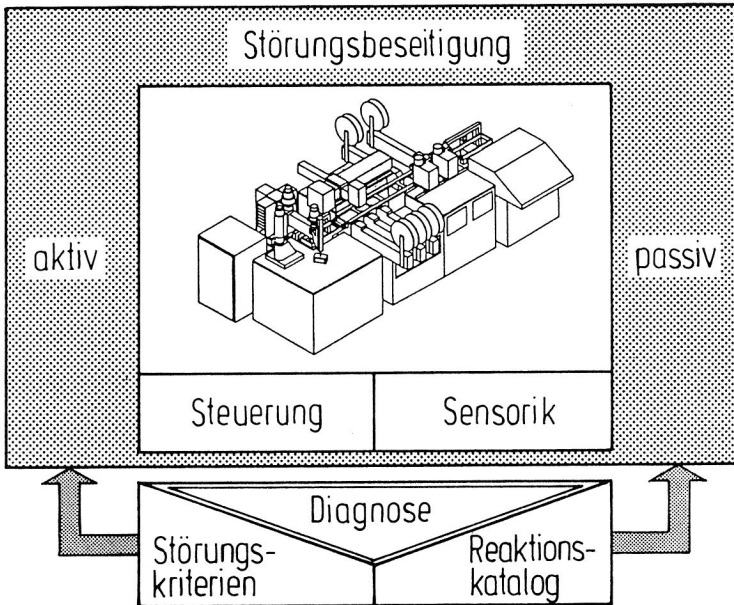 Störungsbeseitigung
aktiv
passiv
Steuerung
Sensorik
Diagnose
Störungs-
kriterien
Reaktions-
katalog